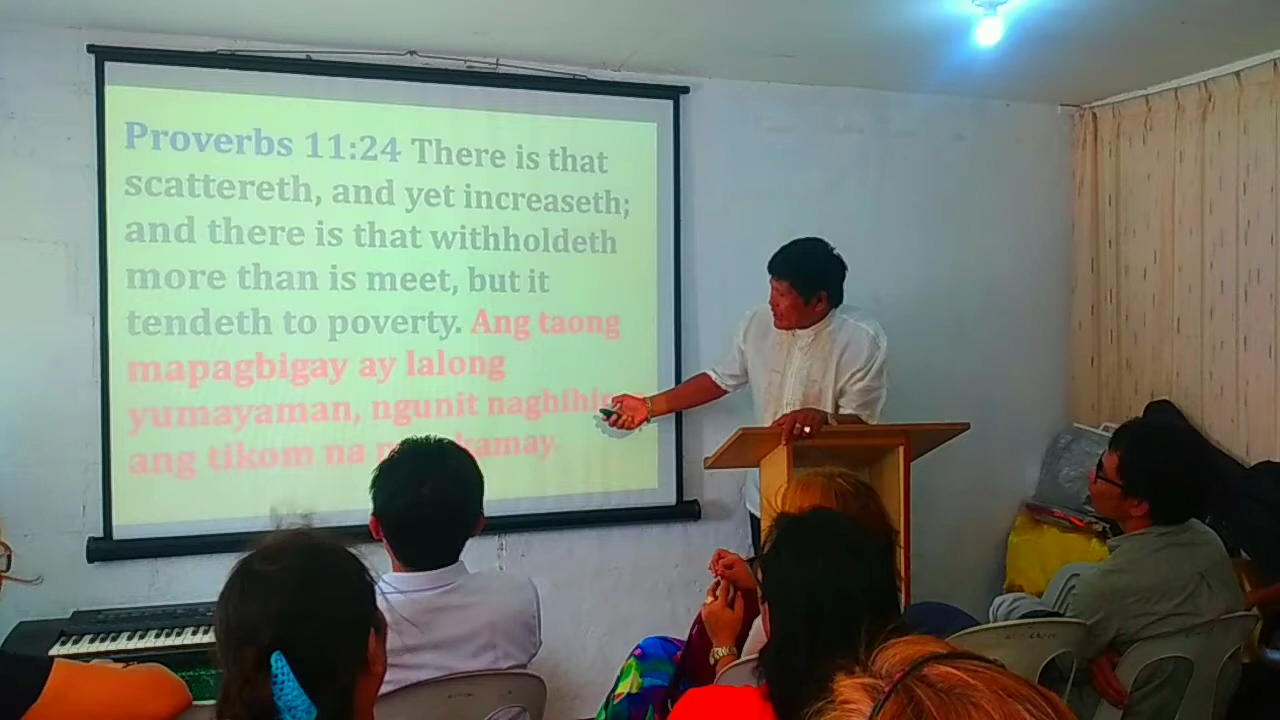 Proverbs 11:24 There is that
scattereth, and yet increaseth;
and there is that withholdeth
more than is meet, but it
tendeth to poverty. Ang taong
mapagbigay ay lalong
yumayaman, ngunit
ang tikom na